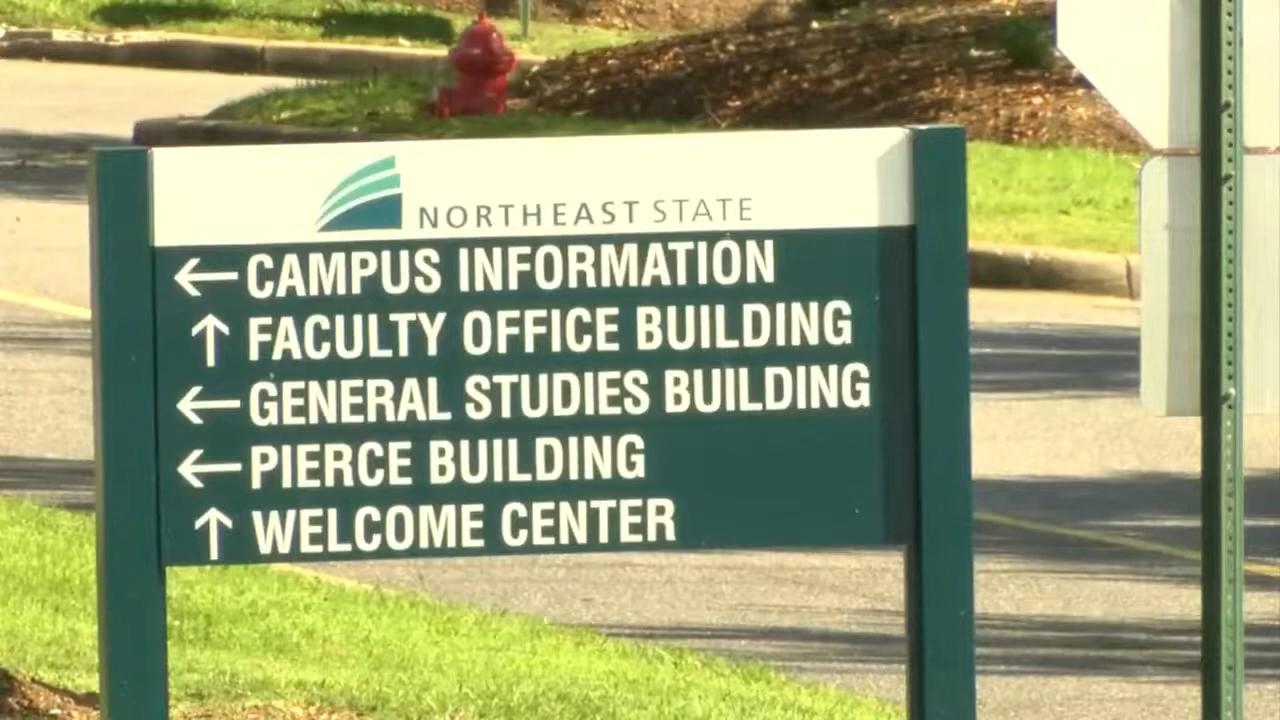 NORTHEAST STATE
← CAMPUS INFORMATION
↑ FACULTY OFFICE BUILDING
← GENERAL STUDIES BUILDING
← PIERCE BUILDING
↑ WELCOME CENTER